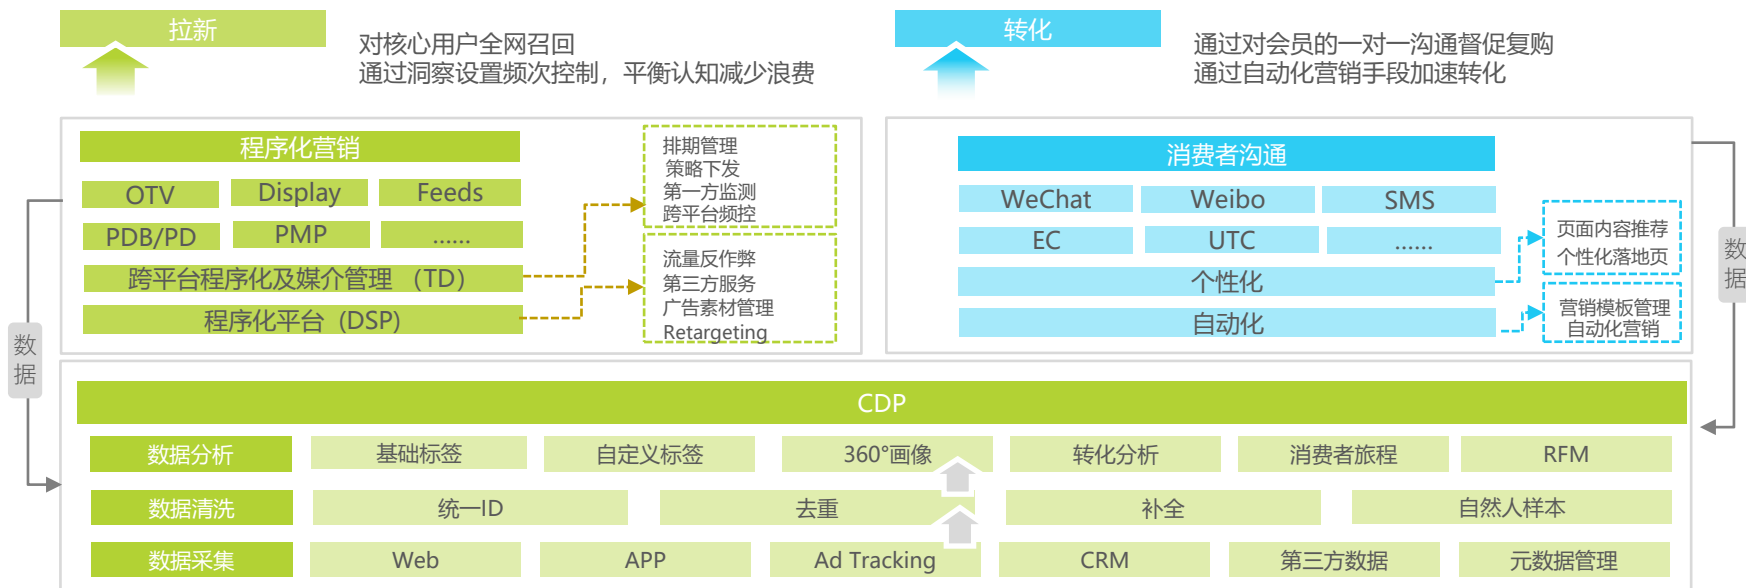 拉新
对核心用户全网召回
通过洞察设置频次控制，平衡认知减少浪费
转化
通过对会员的一对一沟通督促复购
通过自动化营销手段加速转化
程序化营销
OTV
Display
Feeds
PDB/PD
PMP
......
跨平台程序化及媒介管理 （TD）
程序化平台 (DSP)
排期管理
策略下发
第一方监测
跨平台频控
流量反作弊
第三方服务
广告素材管理
Retargeting
消费者沟通
WeChat
Weibo
SMS
EC
UTC
......
个性化
自动化
页面内容推荐
个性化落地页
营销模板管理
自动化营销
数
据
数
据
CDP
数据分析
基础标签
自定义标签
360°画像
转化分析
消费者旅程
RFM
数据清洗
统一ID
去重
补全
自然人样本
数据采集
Web
APP
Ad Tracking
CRM
第三方数据
元数据管理